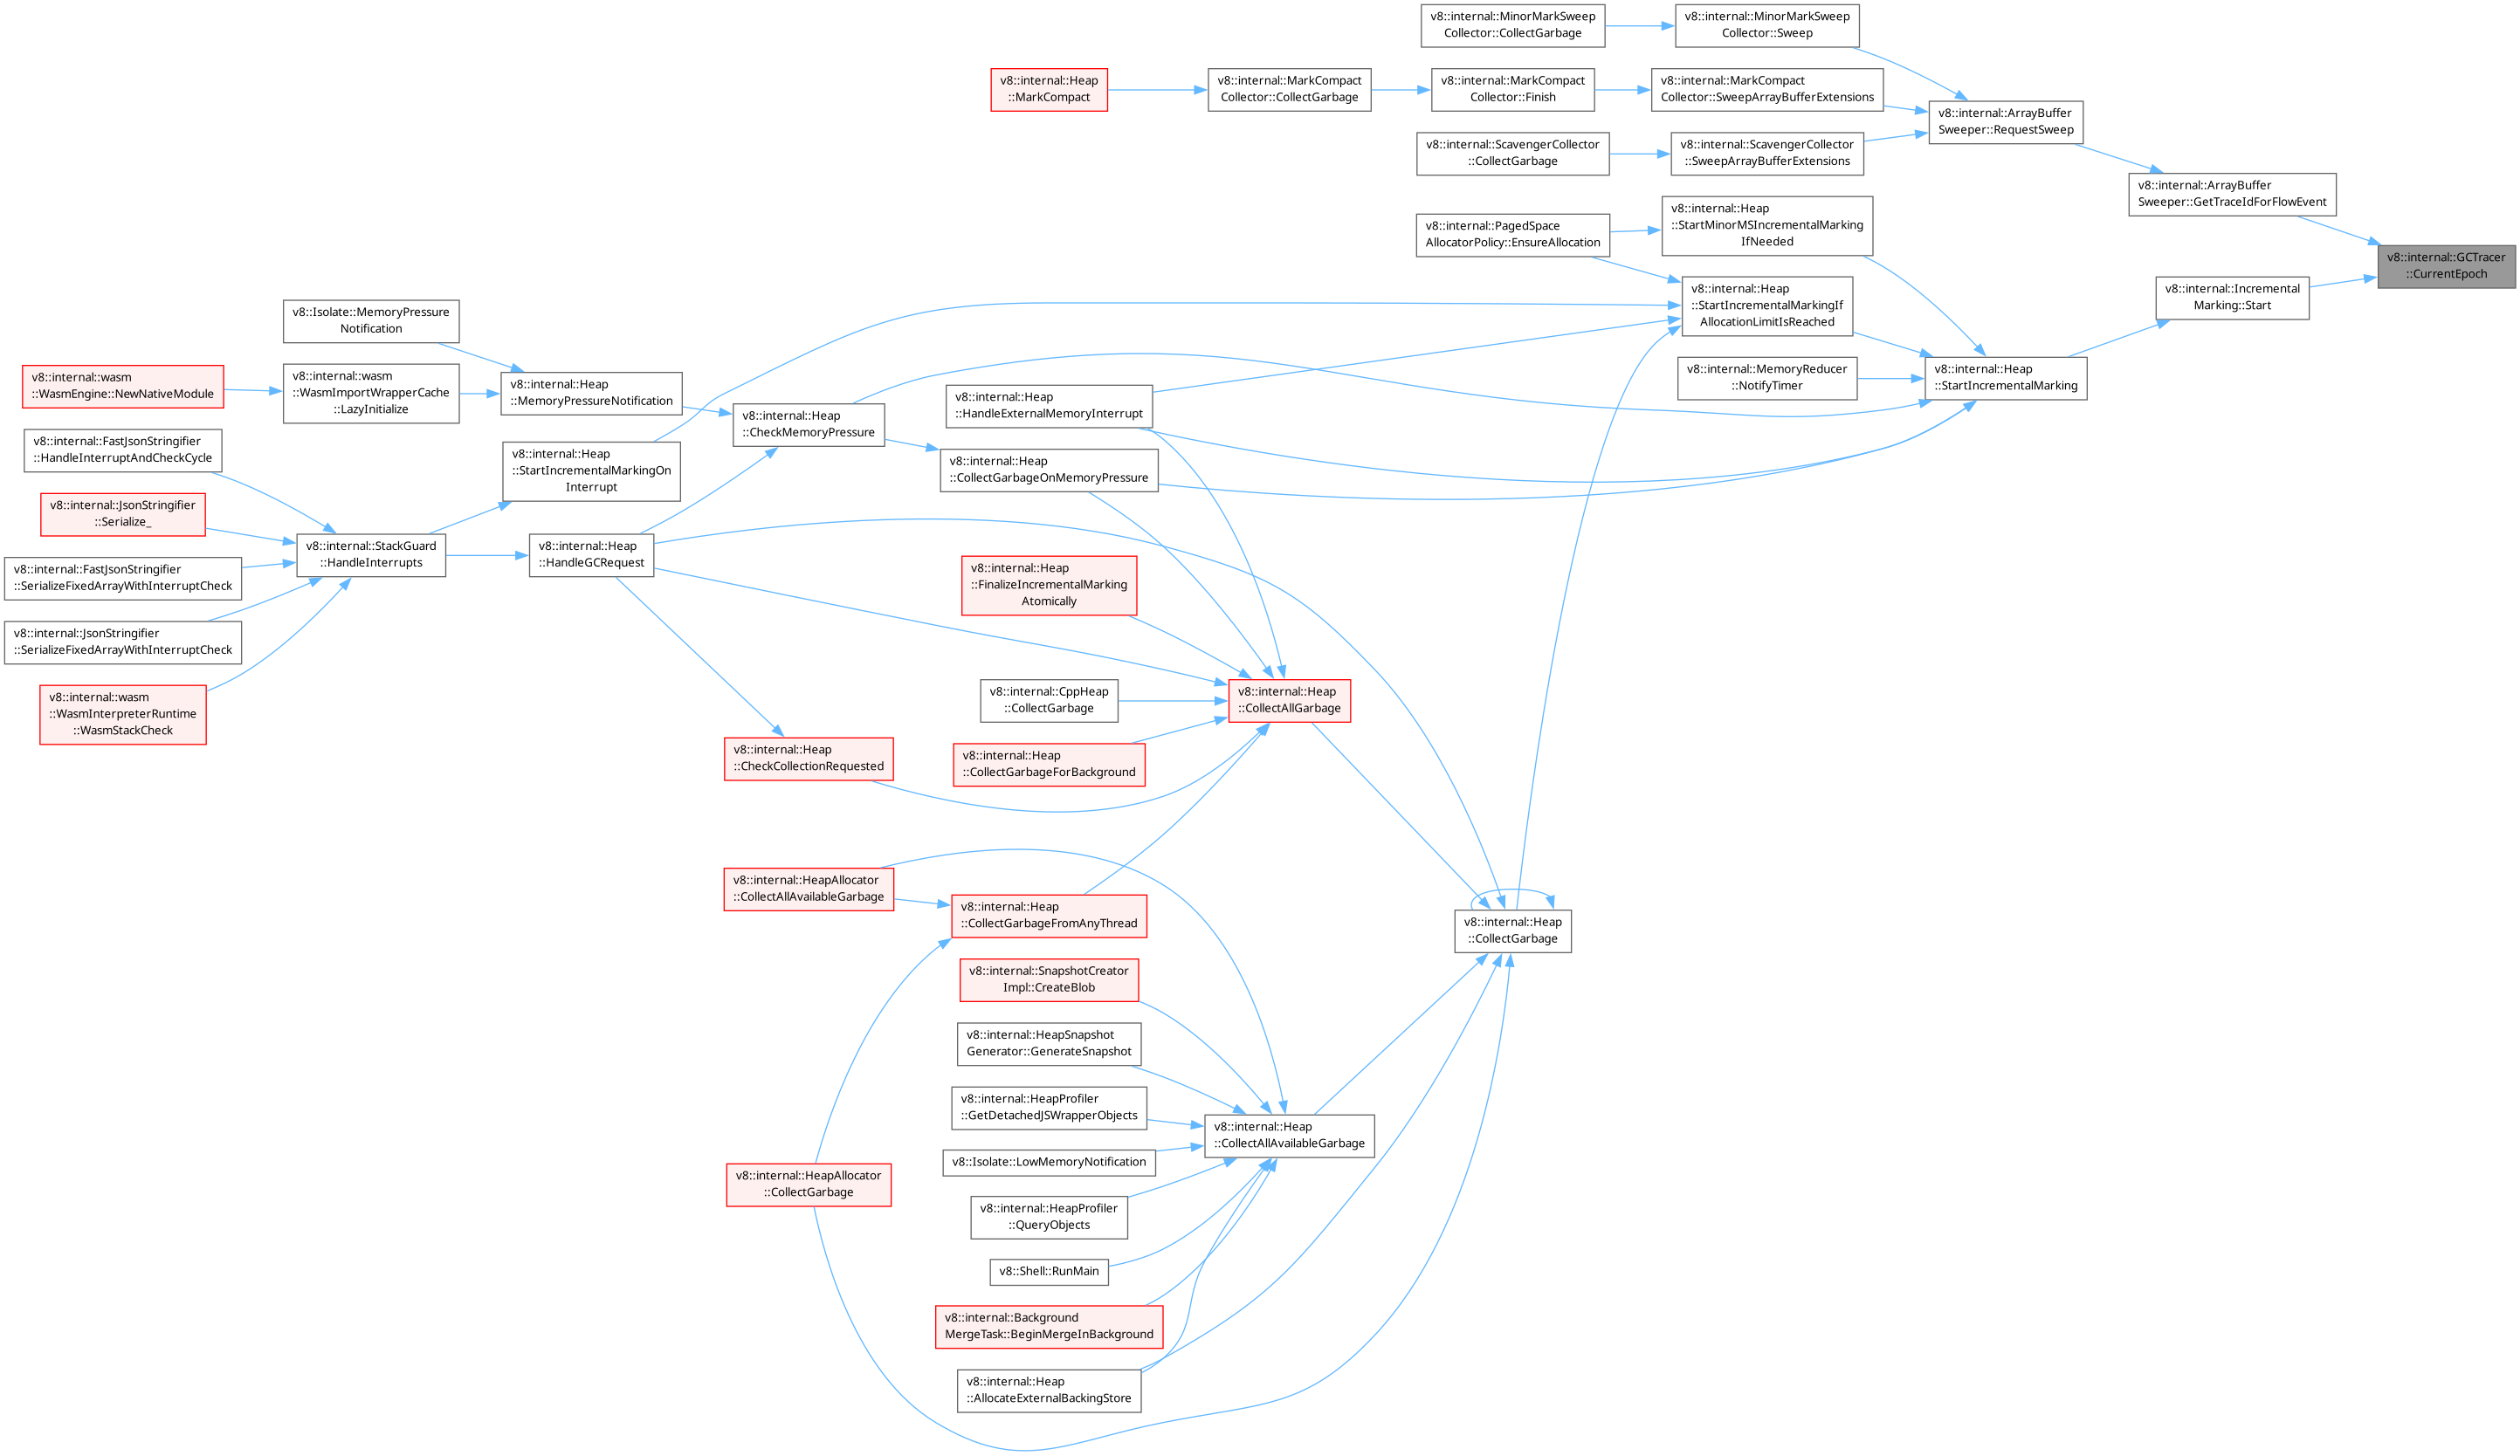 v8::internal::MinorMarkSweep
Collector::CollectGarbage
v8::internal::MinorMarkSweep
Collector::Sweep
v8::internal::Heap
::MarkCompact
v8::internal::MarkCompact
Collector::CollectGarbage
v8::internal::MarkCompact
Collector::Finish
v8::internal::MarkCompact
Collector::SweepArrayBufferExtensions
v8::internal::ArrayBuffer
Sweeper::RequestSweep
v8::internal::ScavengerCollector
::CollectGarbage
v8::internal::ScavengerCollector
::SweepArrayBufferExtensions
v8::internal::ArrayBuffer
Sweeper::GetTraceIdForFlowEvent
v8::internal::PagedSpace
AllocatorPolicy::EnsureAllocation
v8::internal::Heap
::StartMinorMSIncrementalMarking
IfNeeded
v8::internal::GCTracer
::CurrentEpoch
v8::internal::Heap
::StartIncrementalMarkingIf
AllocationLimitIsReached
v8::internal::Incremental
Marking::Start
v8::Isolate::MemoryPressure
Notification
v8::internal::wasm
::WasmEngine::NewNativeModule
v8::internal::wasm
::WasmImportWrapperCache
::LazyInitialize
v8::internal::Heap
::MemoryPressureNotification
v8::internal::Heap
::CheckMemoryPressure
v8::internal::Heap
::HandleExternalMemoryInterrupt
v8::internal::MemoryReducer
::NotifyTimer
v8::internal::Heap
::StartIncrementalMarking
v8::internal::FastJsonStringifier
::HandleInterruptAndCheckCycle
v8::internal::Heap
::StartIncrementalMarkingOn
Interrupt
v8::internal::Heap
::CollectGarbageOnMemoryPressure
v8::internal::JsonStringifier
::Serialize_
v8::internal::StackGuard
::HandleInterrupts
v8::internal::Heap
::HandleGCRequest
v8::internal::FastJsonStringifier
::SerializeFixedArrayWithInterruptCheck
v8::internal::Heap
::FinalizeIncrementalMarking
Atomically
v8::internal::JsonStringifier
::SerializeFixedArrayWithInterruptCheck
v8::internal::wasm
::WasmInterpreterRuntime
::WasmStackCheck
v8::internal::CppHeap
::CollectGarbage
v8::internal::Heap
::CollectAllGarbage
v8::internal::Heap
::CheckCollectionRequested
v8::internal::Heap
::CollectGarbageForBackground
v8::internal::HeapAllocator
::CollectAllAvailableGarbage
v8::internal::Heap
::CollectGarbageFromAnyThread
v8::internal::Heap
::CollectGarbage
v8::internal::SnapshotCreator
Impl::CreateBlob
v8::internal::HeapSnapshot
Generator::GenerateSnapshot
v8::internal::HeapProfiler
::GetDetachedJSWrapperObjects
v8::internal::Heap
::CollectAllAvailableGarbage
v8::Isolate::LowMemoryNotification
v8::internal::HeapAllocator
::CollectGarbage
v8::internal::HeapProfiler
::QueryObjects
v8::Shell::RunMain
v8::internal::Background
MergeTask::BeginMergeInBackground
v8::internal::Heap
::AllocateExternalBackingStore